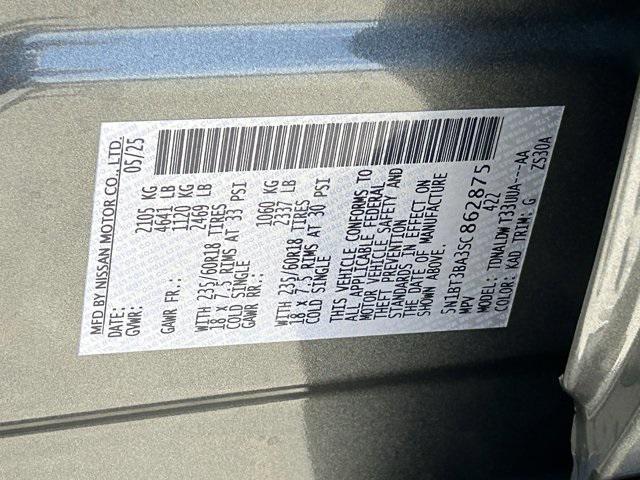 MFD BY NISSAN MOTOR CO., LTD.
DATE: 05/25
GVWR: 2105 KG
4641 LB
GAWR FR.: 1120 KG
2469 LB
WITH 235/60R18 TIRES
18 X 7.5 RIMS AT 33 PSI
COLD SINGLE
GAWR RR.: 1060 KG
2337 LB
WITH 235/60R18 TIRES
18 X 7.5 RIMS AT 30 PSI
COLD SINGLE
THIS VEHICLE CONFORMS TO
ALL APPLICABLE FEDERAL
MOTOR VEHICLE SAFETY AND
THEFT PREVENTION
STANDARDS IN EFFECT ON
THE DATE OF MANUFACTURE
SHOWN ABOVE.
5N1BT3BA3SC862875
MPV 422
MODEL: TDNALDW T33UUA----AA
COLOR: KAD TRIM: G ZS30A